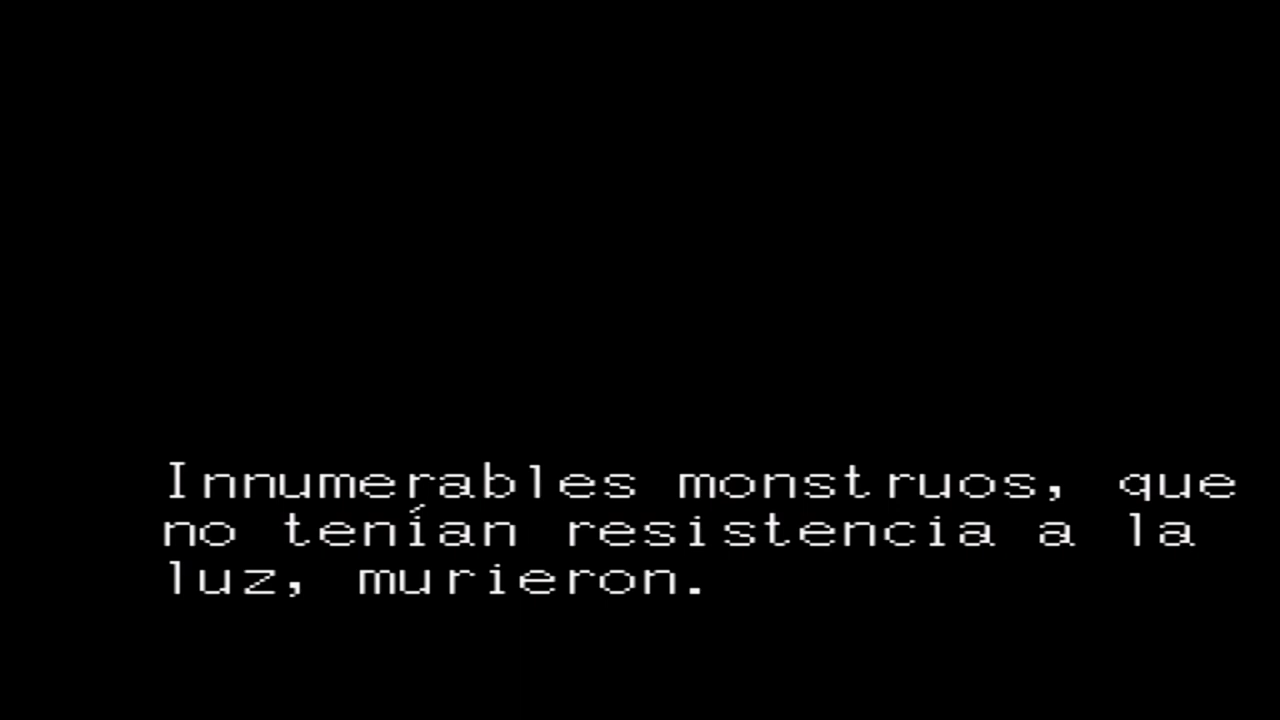 Innumerables monstruos, que
no tenían resistencia a la
luz, murieron.